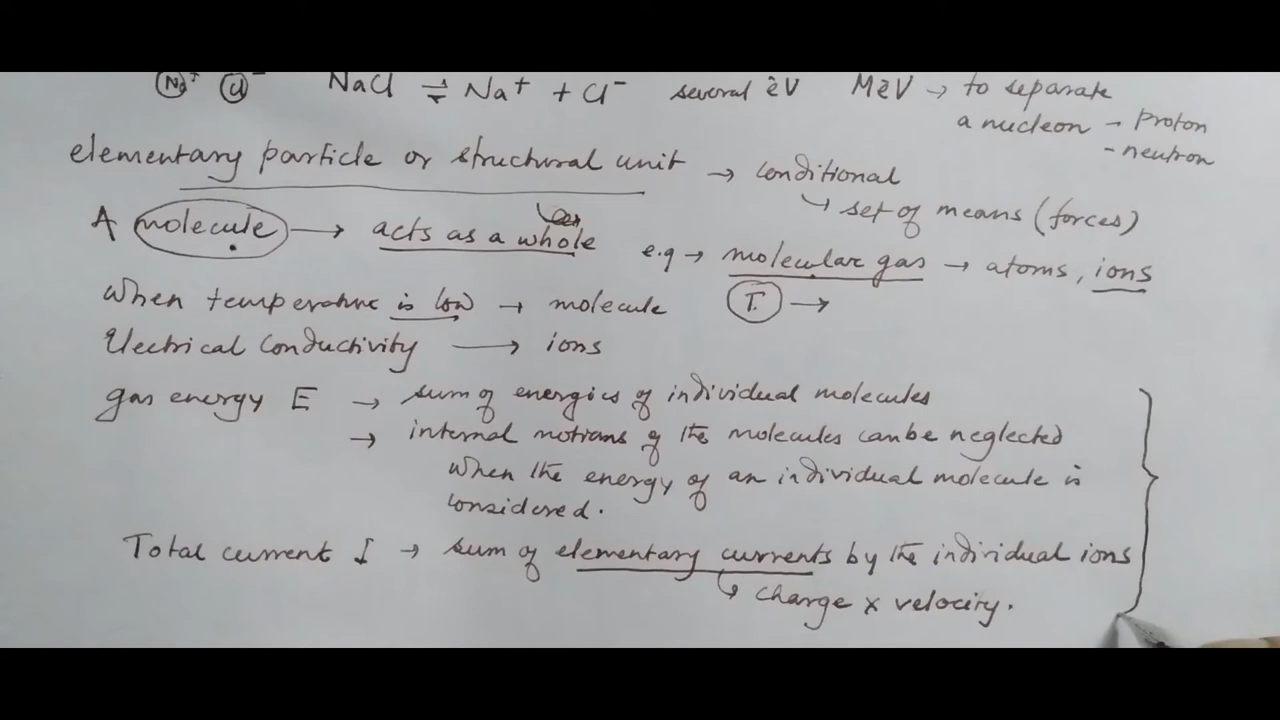 Na+ Cl- NaCl ⇌ Na+ + Cl- several eV MeV → to separate
a nucleon → proton
- neutron
elementary particle or structural unit → conditional
↳ set of means (forces)
A molecule → acts as a whole
e.g → molecular gas → atoms, ions
When temperature is low → molecule T. →
Electrical conductivity → ions
gas energy E → sum of energies of individual molecules
→ internal motions of the molecules can be neglected
when the energy of an individual molecule is
considered.
Total current I → sum of elementary currents by the individual ions
↳ charge x velocity.